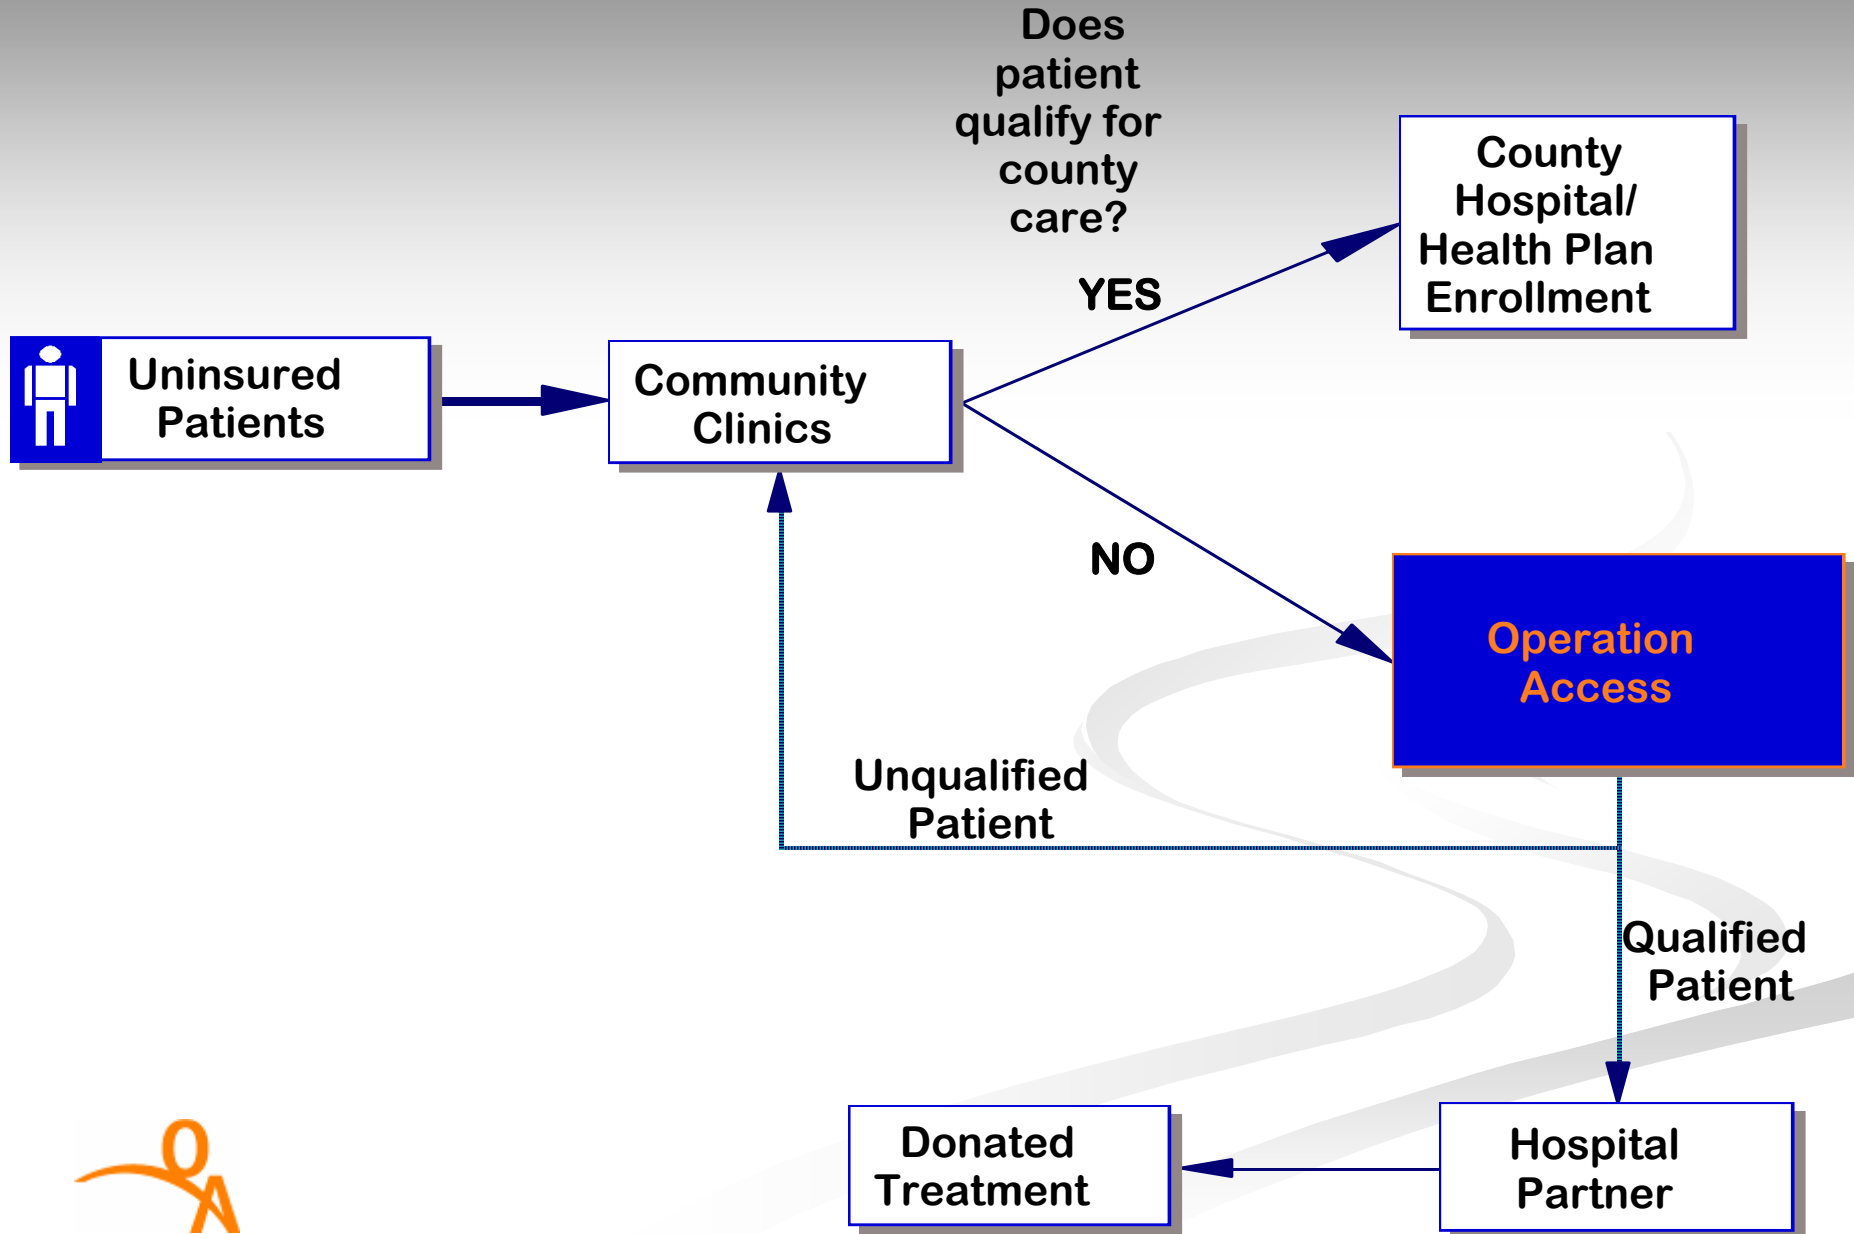 Does
patient
qualify for
county
care?
County
Hospital/
Health Plan
Enrollment
YES
Uninsured
Patients
Community
Clinics
NO
Operation
Access
Unqualified
Patient
Qualified
Patient
Donated
Treatment
Hospital
Partner
OA